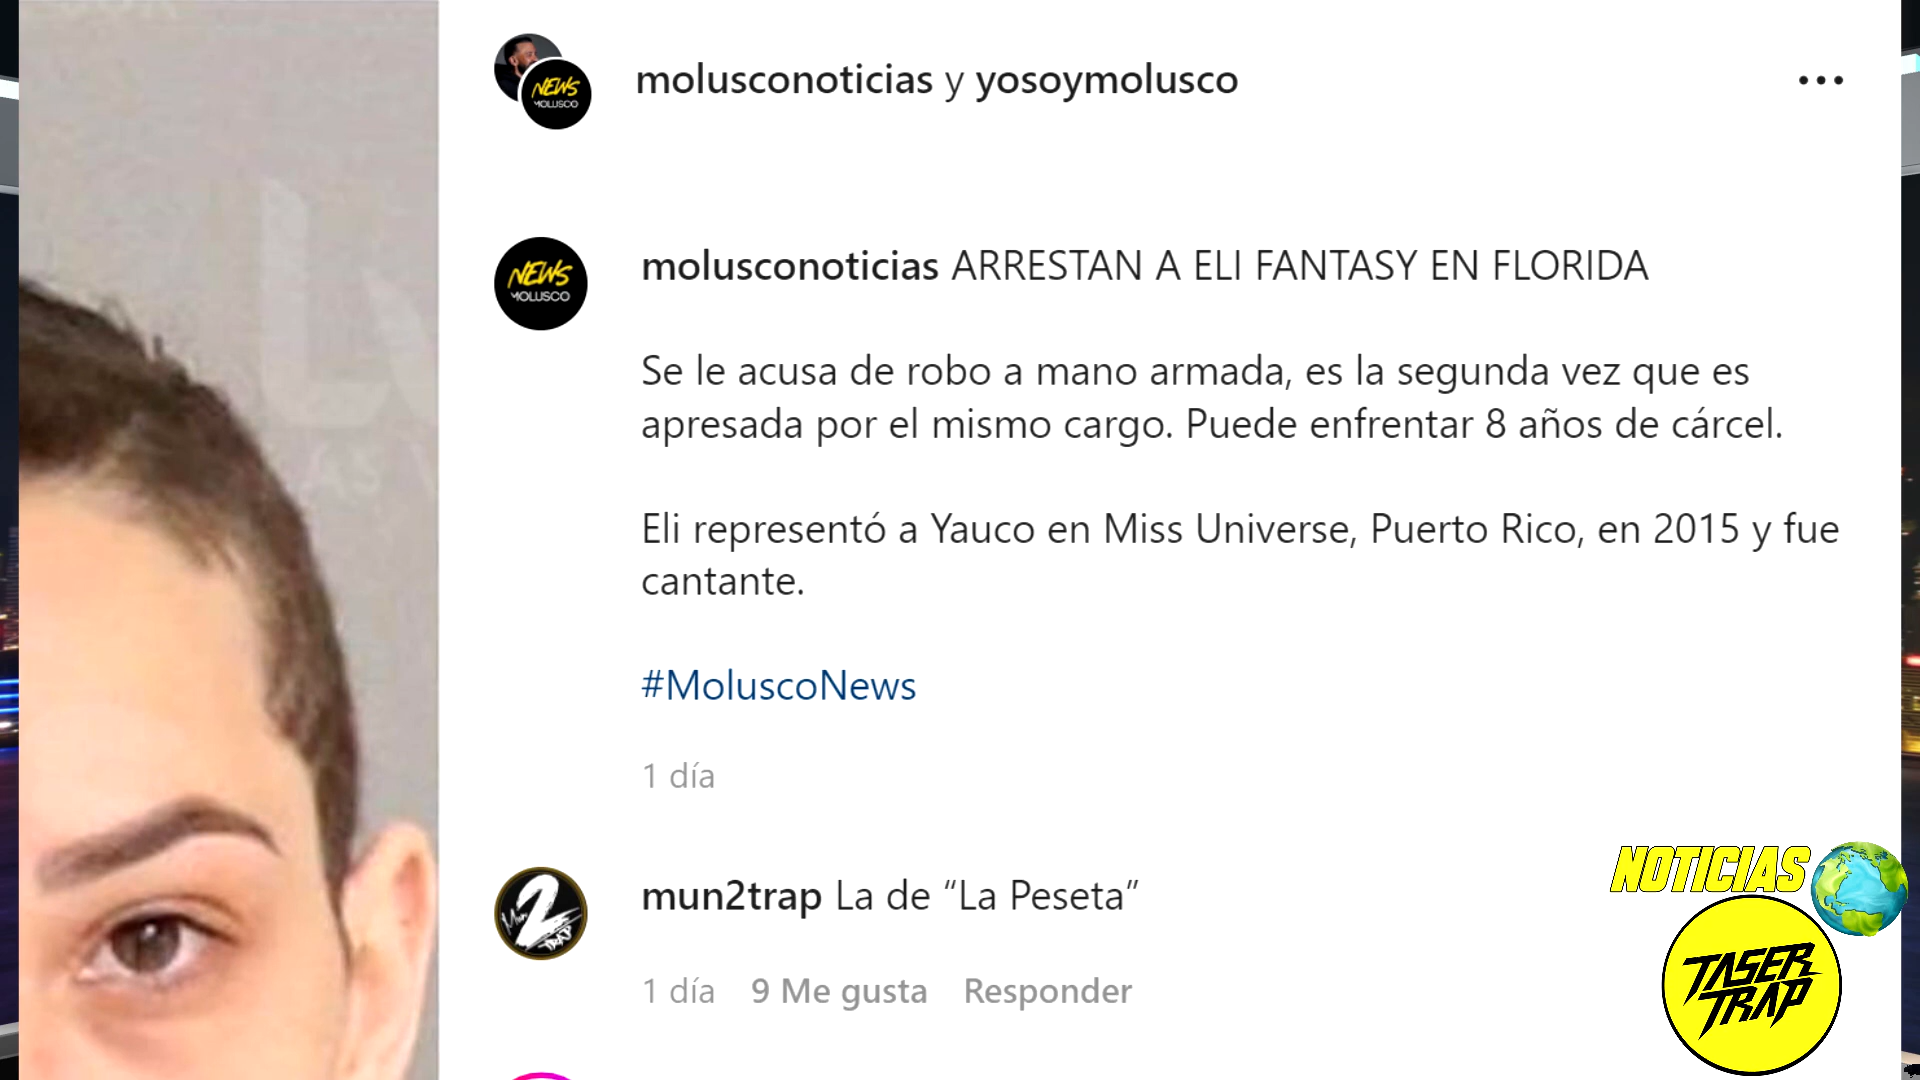 molusconoticias y yosoymolusco
NEWS
MOLUSCO
molusconoticias ARRESTAN A ELI FANTASY EN FLORIDA
NEWS
MOLUSCO
Se le acusa de robo a mano armada, es la segunda vez que es
apresada por el mismo cargo. Puede enfrentar 8 años de cárcel.
Eli representó a Yauco en Miss Universe, Puerto Rico, en 2015 y fue
cantante.
#MoluscoNews
1 día
mun2trap La de “La Peseta”
Mun
2
TRAP
1 día 9 Me gusta Responder
NOTICIAS
TASER
TRAP